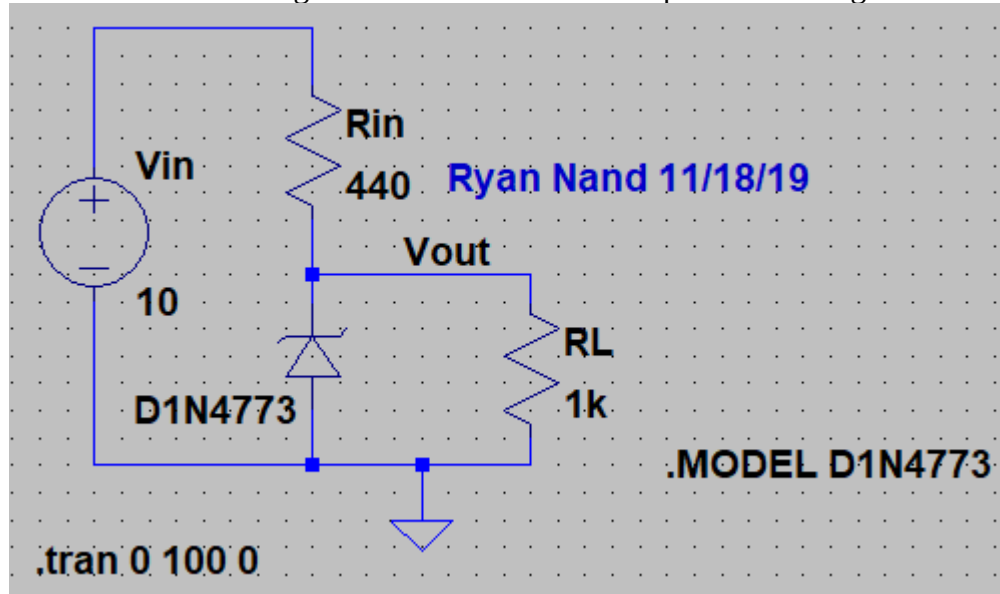 Rin
Vin
440 Ryan Nand 11/18/19
Vout
10
RL
D1N4773
1k
.MODEL D1N4773
.tran 0 100 0